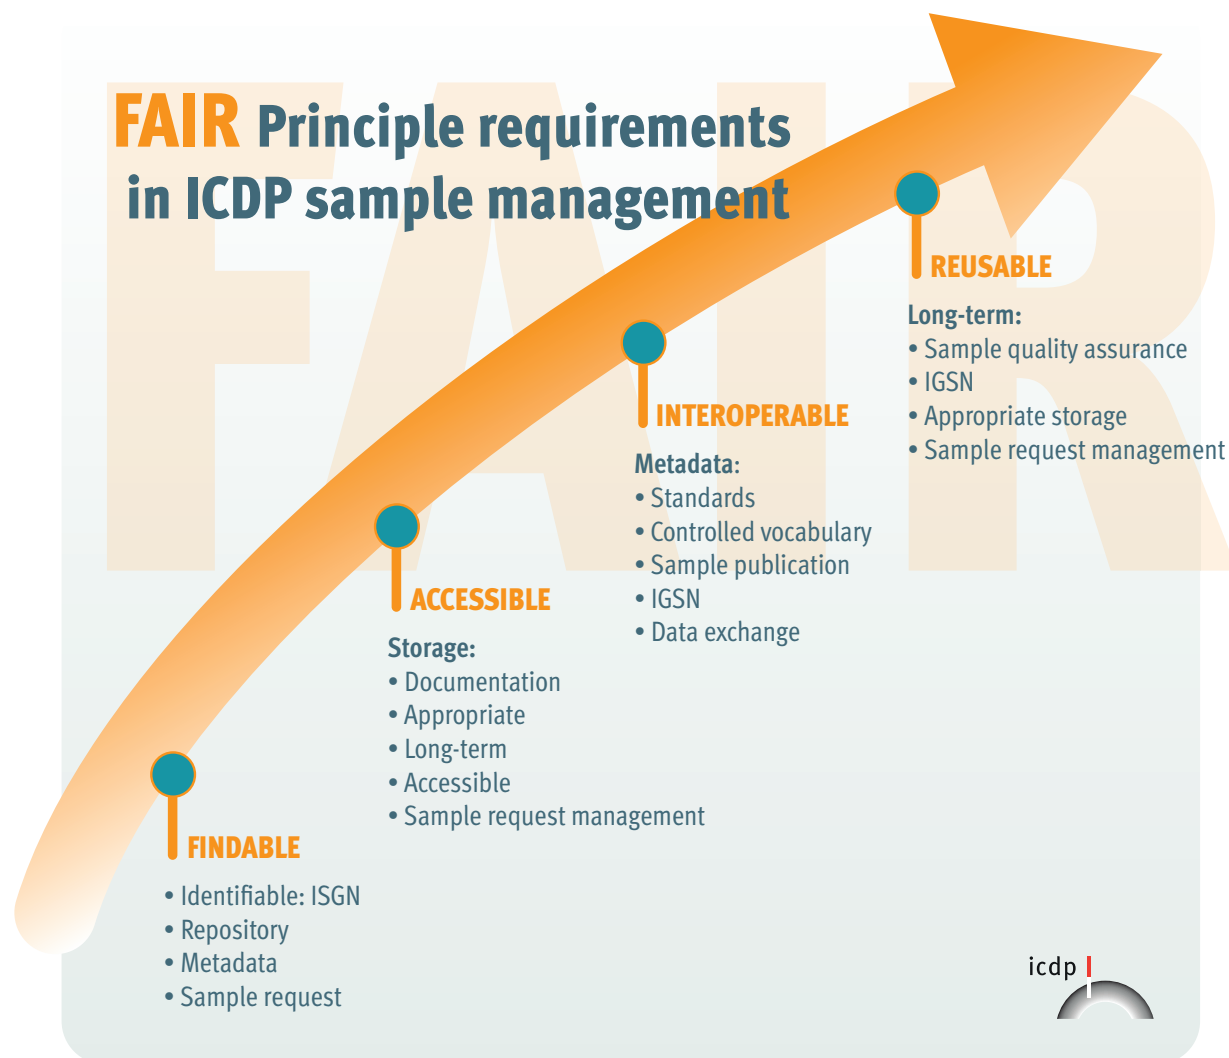 FAIR
FAIR Principle requirements
in ICDP sample management
FINDABLE
• Identifiable: ISGN
• Repository
• Metadata
• Sample request
ACCESSIBLE
Storage:
• Documentation
• Appropriate
• Long-term
• Accessible
• Sample request management
INTEROPERABLE
Metadata:
• Standards
• Controlled vocabulary
• Sample publication
• IGSN
• Data exchange
REUSABLE
Long-term:
• Sample quality assurance
• IGSN
• Appropriate storage
• Sample request management
icdp